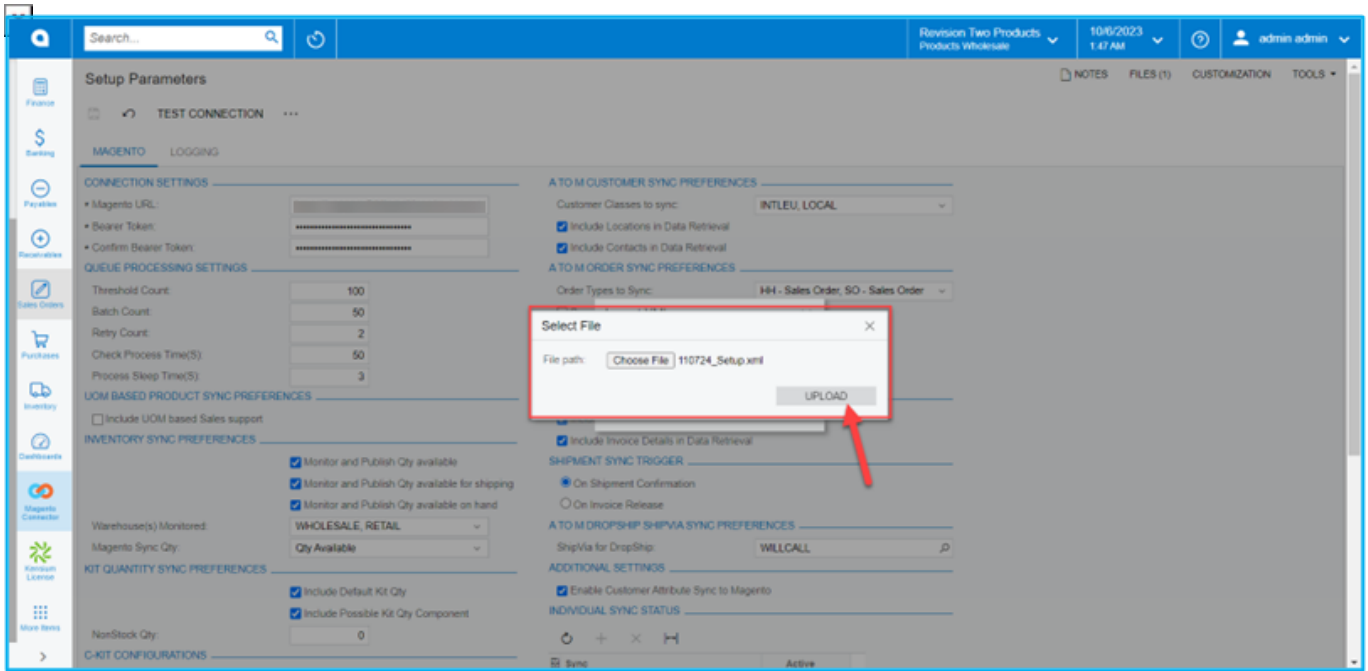 Search...
Revision Two Products
Products Wholesale
10/6/2023
1:47 AM
admin admin
Finance
Banking
Payables
Receivables
Sales Orders
Purchases
Inventory
Dashboards
Magento
Connector
Kensium
License
More Items
Setup Parameters
NOTES FILES (1) CUSTOMIZATION TOOLS
TEST CONNECTION
MAGENTO LOGGING
CONNECTION SETTINGS
Magento URL:
Bearer Token:
Confirm Bearer Token:
QUEUE PROCESSING SETTINGS
Threshold Count: 100
Batch Count: 50
Retry Count: 2
Check Process Time(S): 50
Process Sleep Time(S): 3
UOM BASED PRODUCT SYNC PREFERENCES
Include UOM based Sales support
INVENTORY SYNC PREFERENCES
Monitor and Publish Qty available
Monitor and Publish Qty available for shipping
Monitor and Publish Qty available on hand
Warehouse(s) Monitored: WHOLESALE, RETAIL
Magento Sync Qty: Qty Available
KIT QUANTITY SYNC PREFERENCES
Include Default Kit Qty
Include Possible Kit Qty Component
NonStock Qty: 0
C-KIT CONFIGURATIONS
A TO M CUSTOMER SYNC PREFERENCES
Customer Classes to sync: INTLEU, LOCAL
Include Locations in Data Retrieval
Include Contacts in Data Retrieval
A TO M ORDER SYNC PREFERENCES
Order Types to Sync: HH - Sales Order, SO - Sales Order
Select File
File path: Choose File 110724_Setup.xml
UPLOAD
Include Invoice Details in Data Retrieval
SHIPMENT SYNC TRIGGER
On Shipment Confirmation
On Invoice Release
A TO M DROPSHIP SHIPVIA SYNC PREFERENCES
ShipVia for DropShip: WILLCALL
ADDITIONAL SETTINGS
Enable Customer Attribute Sync to Magento
INDIVIDUAL SYNC STATUS
Sync Active